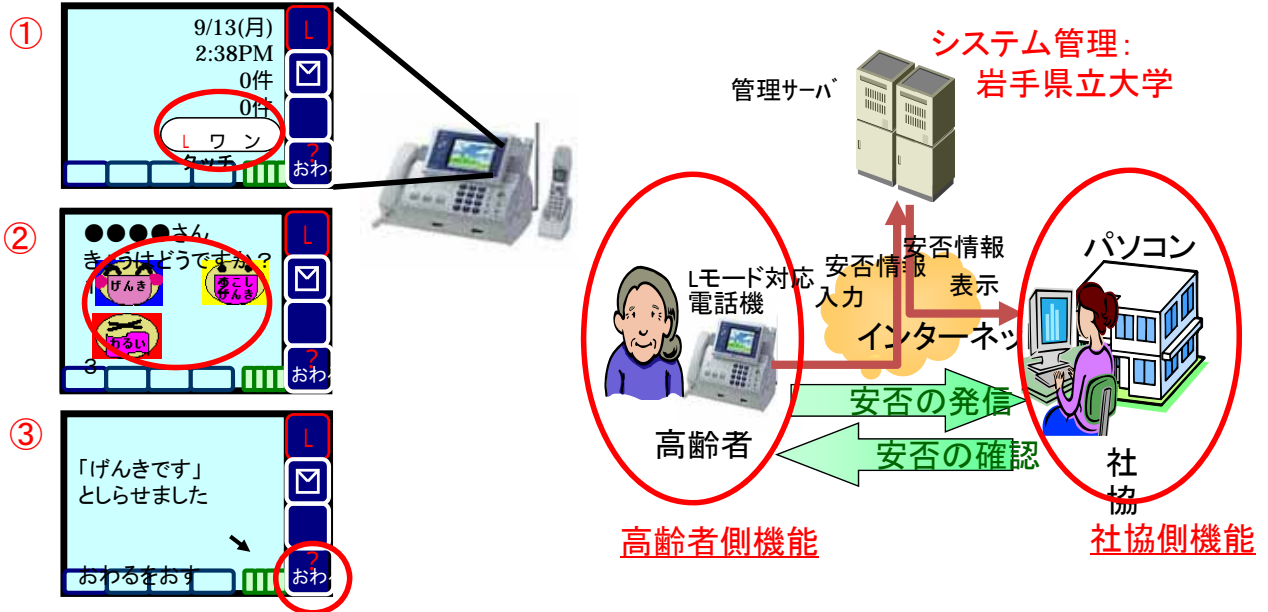 ①
9/13(月)
2:38PM
0件
0件
L ワ ン
タッチ
L
?
おわ
②
●●●●さん
きょうはどうですか?
げんき
わるい
3
L
?
おわ
③
「げんきです」
としらせました
おわるをおす
L
?
おわ
システム管理:
岩手県立大学
管理サーバ
Lモード対応
電話機
安否情報
入力
安否情報
表示
インターネッ
パソコン
安否の発信
安否の確認
高齢者
社
協
高齢者側機能
社協側機能